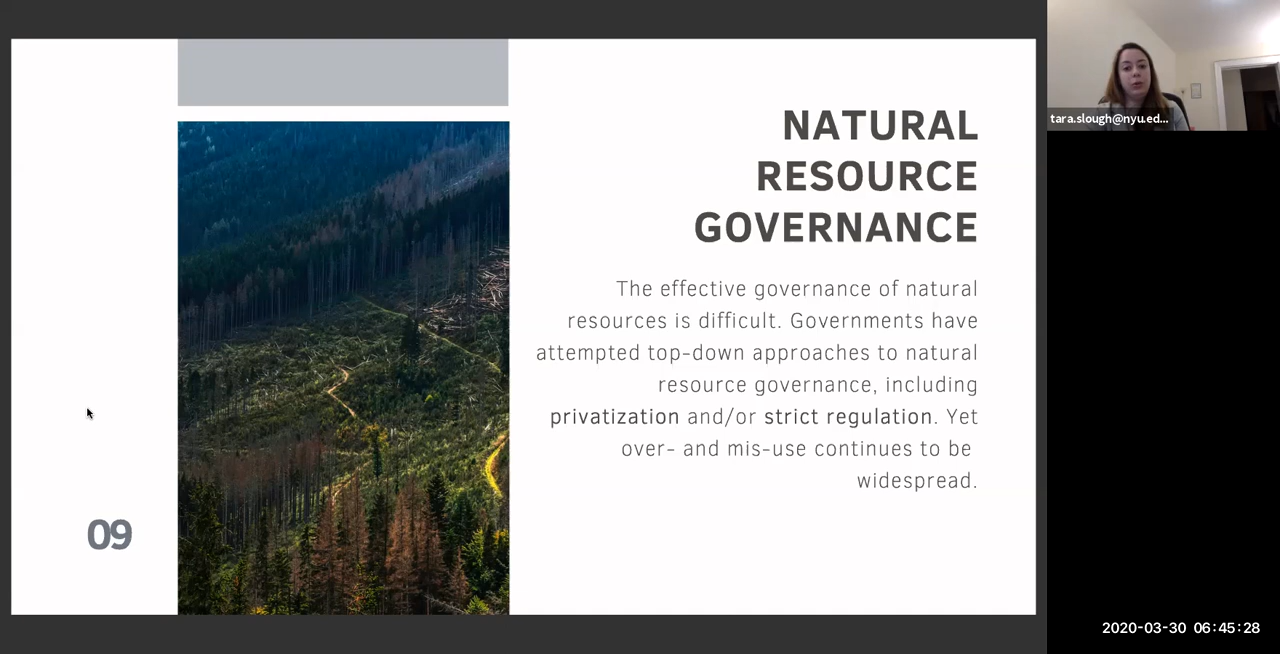 NATURAL
RESOURCE
GOVERNANCE
The effective governance of natural
resources is difficult. Governments have
attempted top-down approaches to natural
resource governance, including
privatization and/or strict regulation. Yet
over- and mis-use continues to be
widespread.
09
tara.slough@nyu.ed...
2020-03-30 06:45:28